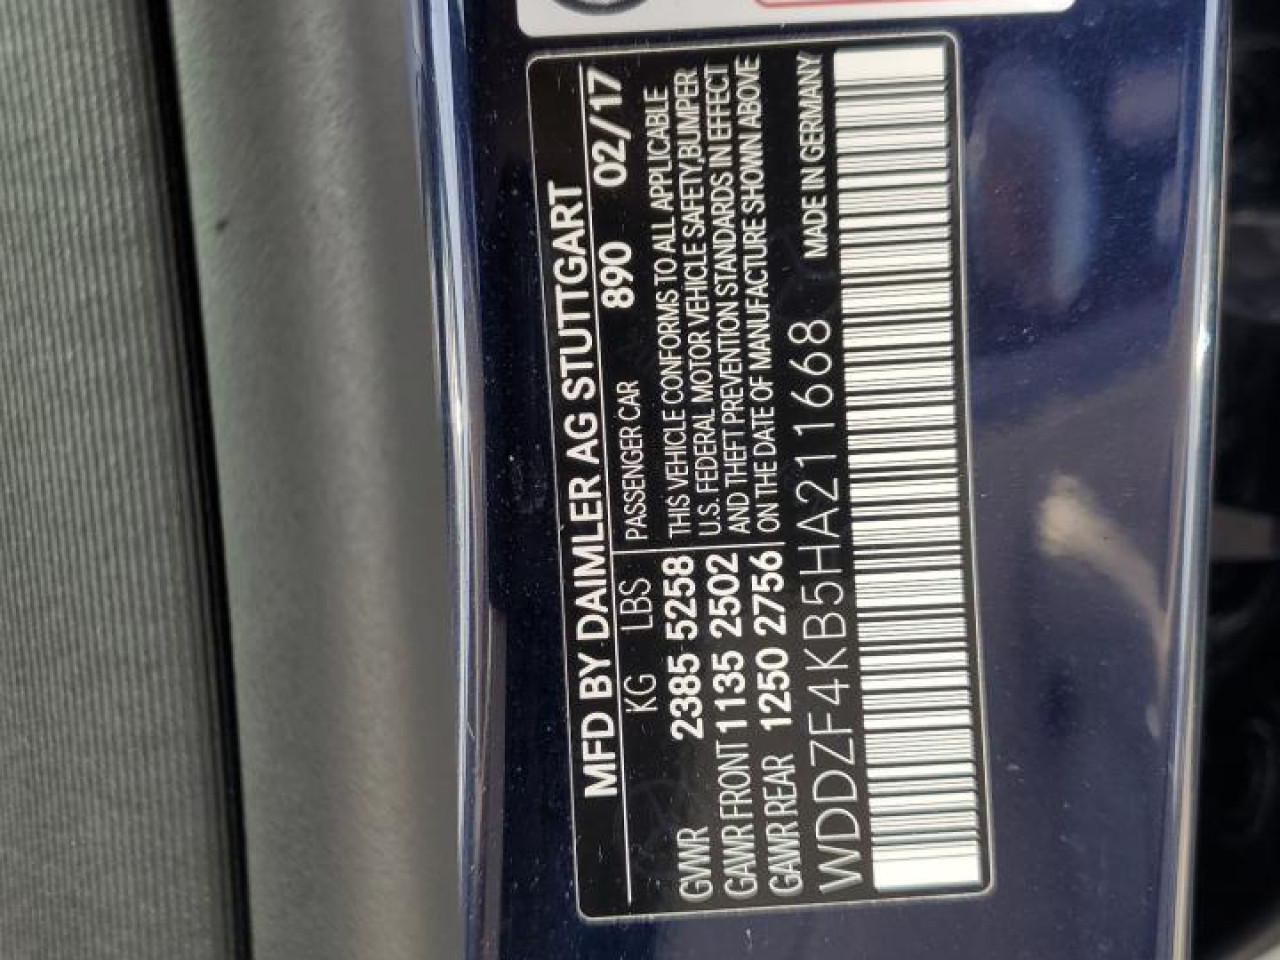 MFD BY DAIMLER AG STUTTGART
KG LBS PASSENGER CAR 890 02/17
GVWR 2385 5258 THIS VEHICLE CONFORMS TO ALL APPLICABLE
U.S. FEDERAL MOTOR VEHICLE SAFETY,BUMPER
GAWR FRONT 1135 2502 AND THEFT PREVENTION STANDARDS IN EFFECT
GAWR REAR 1250 2756 ON THE DATE OF MANUFACTURE SHOWN ABOVE
WDDZF4KB5HA211668 MADE IN GERMANY